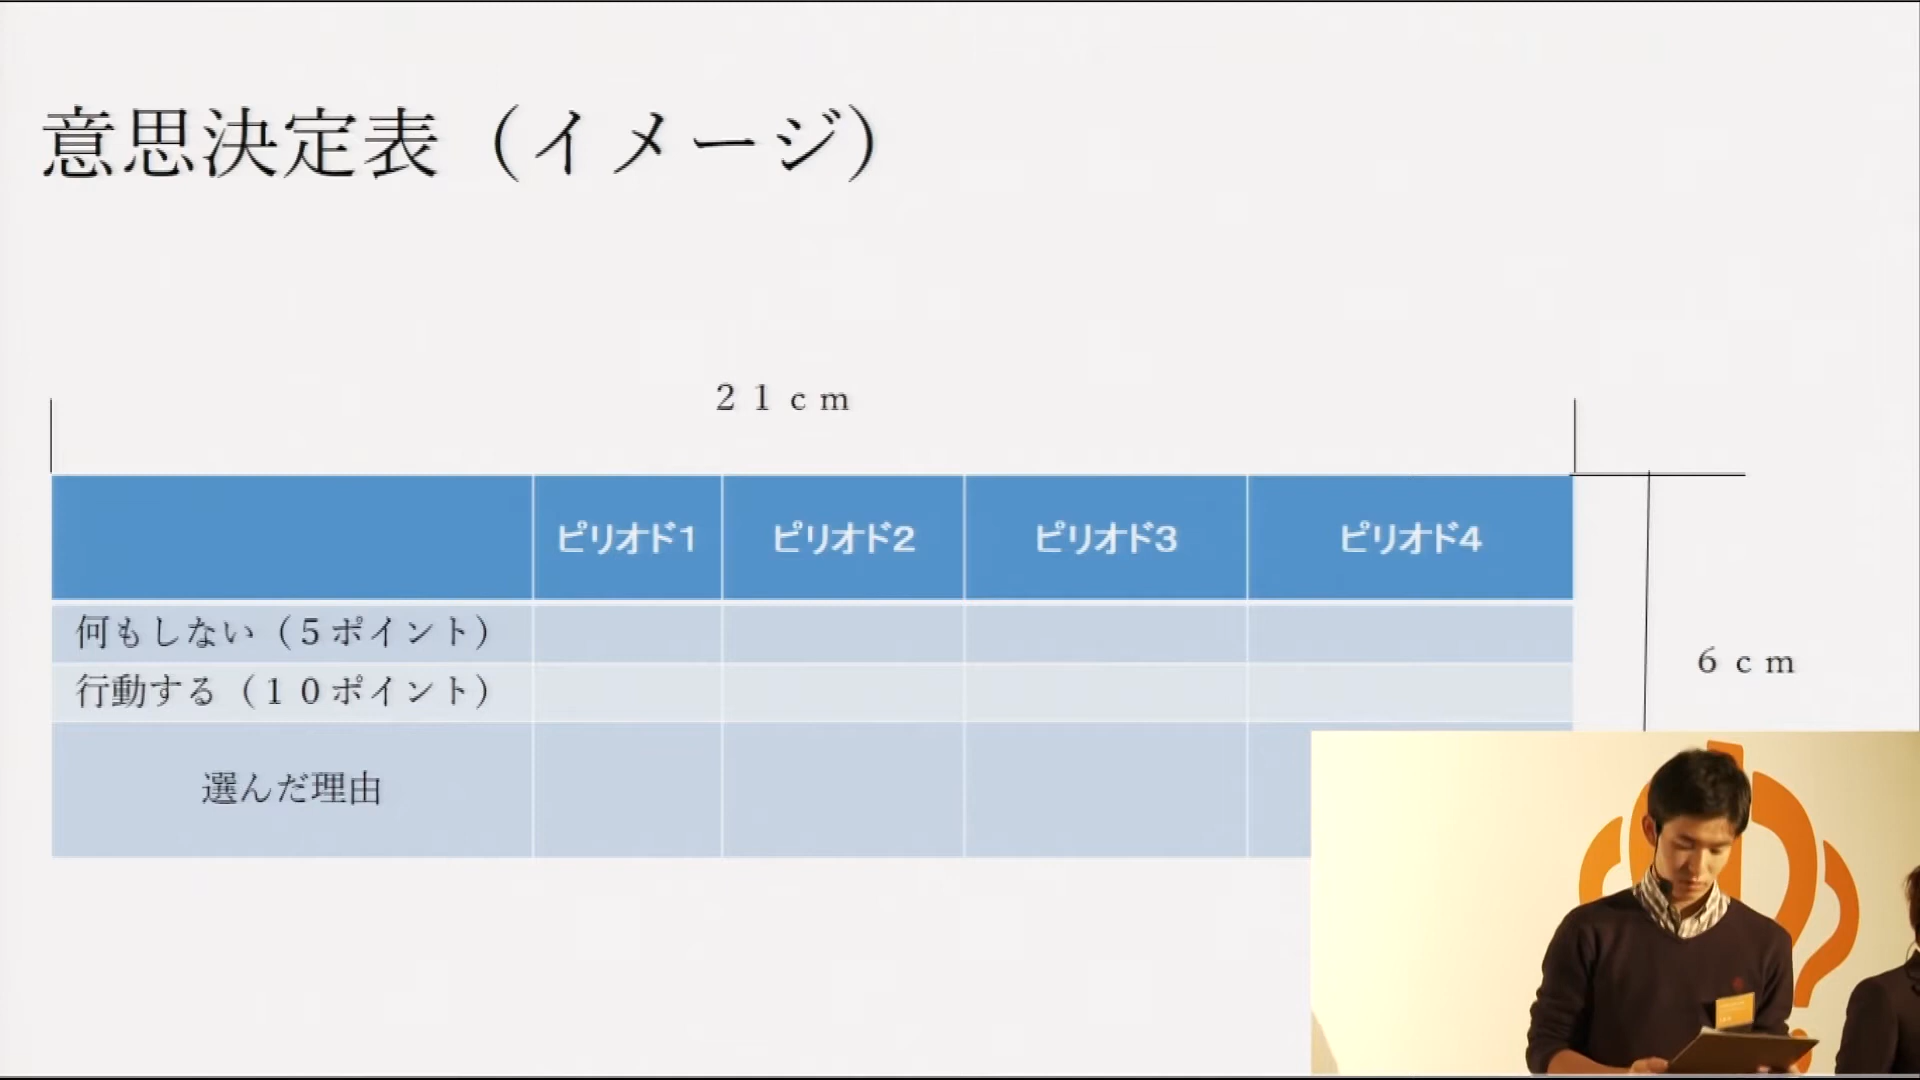 意思決定表（イメージ）
２１ｃｍ
ピリオド1 ピリオド2 ピリオド3 ピリオド4
何もしない（５ポイント）
行動する（１０ポイント）
６ｃｍ
選んだ理由